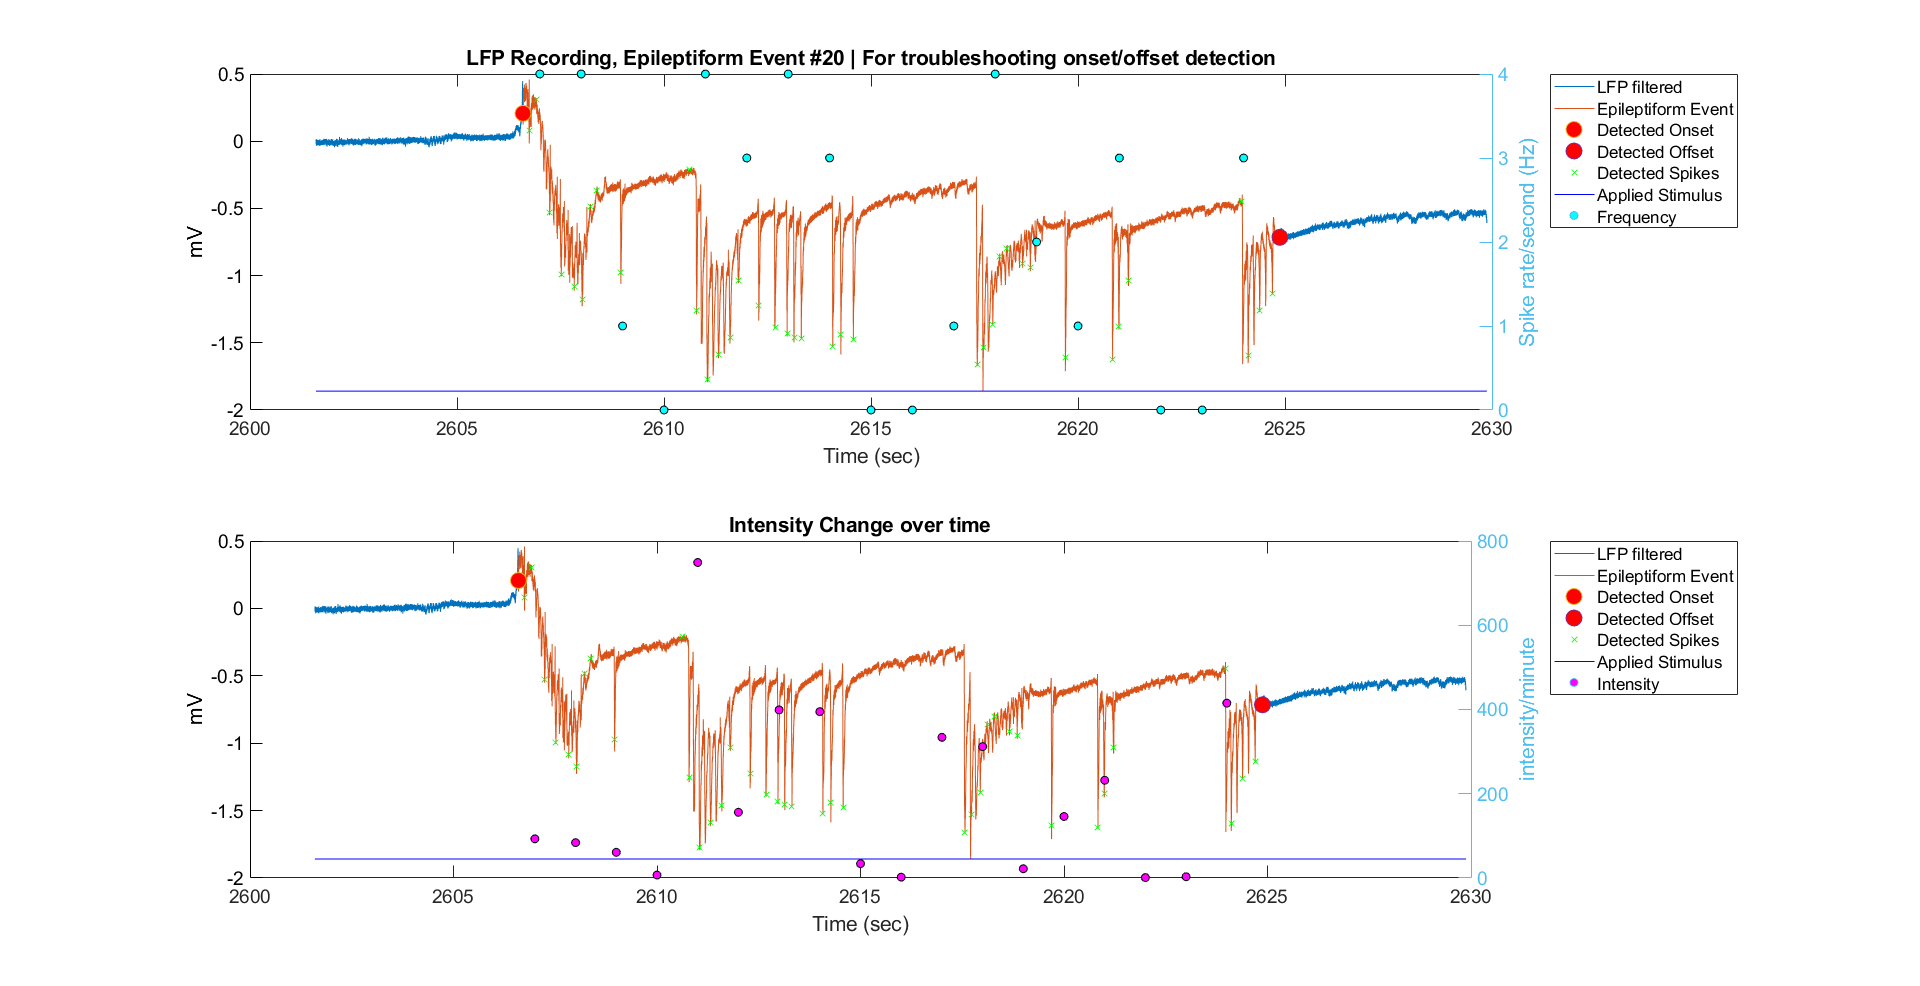 LFP Recording, Epileptiform Event #20 | For troubleshooting onset/offset detection
0.5
0
-0.5
-1
-1.5
-2
mV
2600
2605
2610
2615
2620
2625
2630
Time (sec)
4
3
2
1
0
Spike rate/second (Hz)
LFP filtered
Epileptiform Event
Detected Onset
Detected Offset
Detected Spikes
Applied Stimulus
Frequency
Intensity Change over time
0.5
0
-0.5
-1
-1.5
-2
mV
2600
2605
2610
2615
2620
2625
2630
Time (sec)
800
600
400
200
0
intensity/minute
LFP filtered
Epileptiform Event
Detected Onset
Detected Offset
Detected Spikes
Applied Stimulus
Intensity